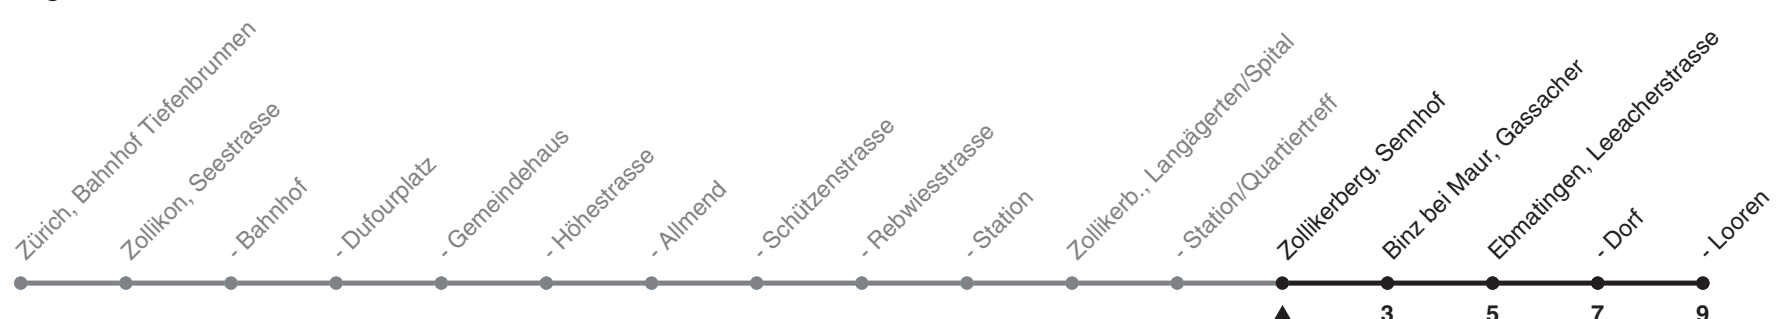 Zürich, Bahnhof Tiefenbrunnen
Zollikon, Seestrasse
- Bahnhof
- Dufourplatz
- Gemeindehaus
- Höhestrasse
- Allmend
- Schützenstrasse
- Rebwiesstrasse
- Station
Zollikerb., Langägerten/Spital
- Station/Quartiertreff
Zollikerberg, Sennhof
Binz bei Maur, Gassacher
Ebmatingen, Leeacherstrasse
- Dorf
- Looren
3 5 7 9